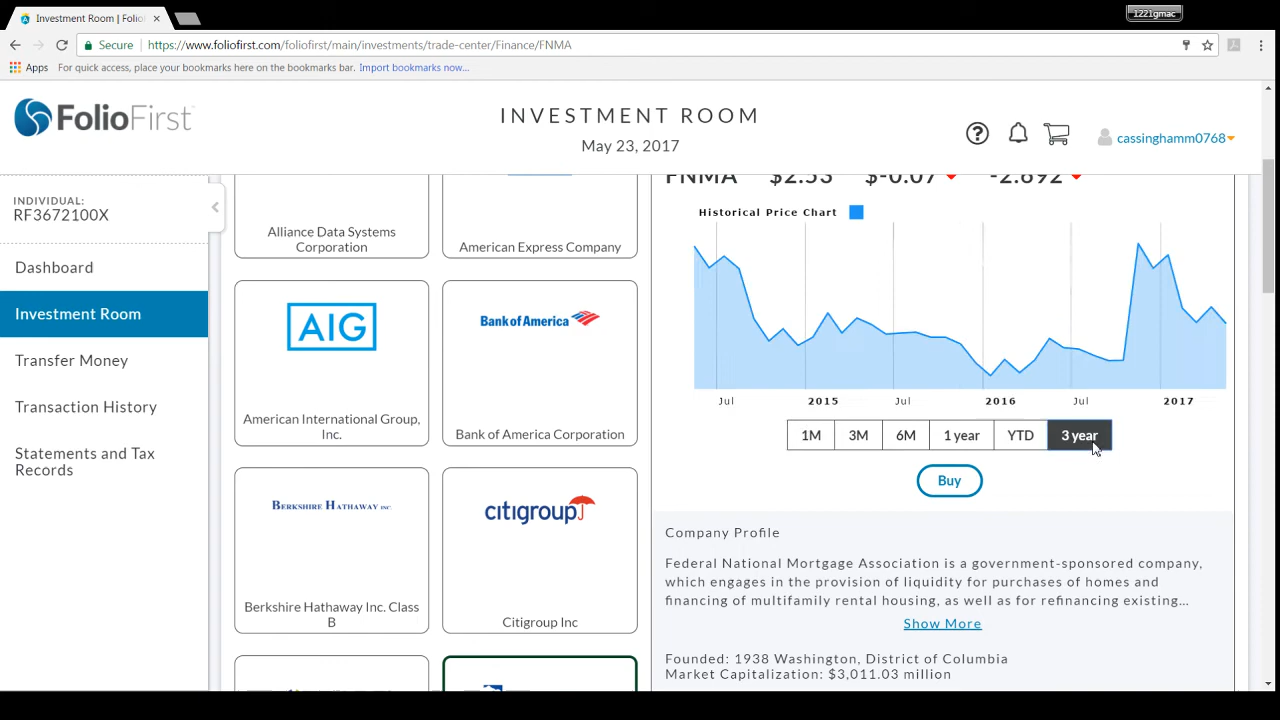 Investment Room | Folio
1221gmac
Secure
https://www.foliofirst.com/foliofirst/main/investments/trade-center/Finance/FNMA
Apps
For quick access, place your bookmarks here on the bookmarks bar.
Import bookmarks now...
FolioFirst
INVESTMENT ROOM
May 23, 2017
cassinghamm0768
INDIVIDUAL:
RF3672100X
Dashboard
Investment Room
Transfer Money
Transaction History
Statements and Tax
Records
Alliance Data Systems
Corporation
American Express Company
AIG
American International Group,
Inc.
Bank of America
Bank of America Corporation
BERKSHIRE HATHAWAY INC.
Berkshire Hathaway Inc. Class
B
citigroup
Citigroup Inc
FNMA $2.53 $-0.07 -2.692
Historical Price Chart
Jul 2015 Jul 2016 Jul 2017
1M 3M 6M 1 year YTD 3 year
Buy
Company Profile
Federal National Mortgage Association is a government-sponsored company,
which engages in the provision of liquidity for purchases of homes and
financing of multifamily rental housing, as well as for refinancing existing...
Show More
Founded: 1938 Washington, District of Columbia
Market Capitalization: $3,011.03 million